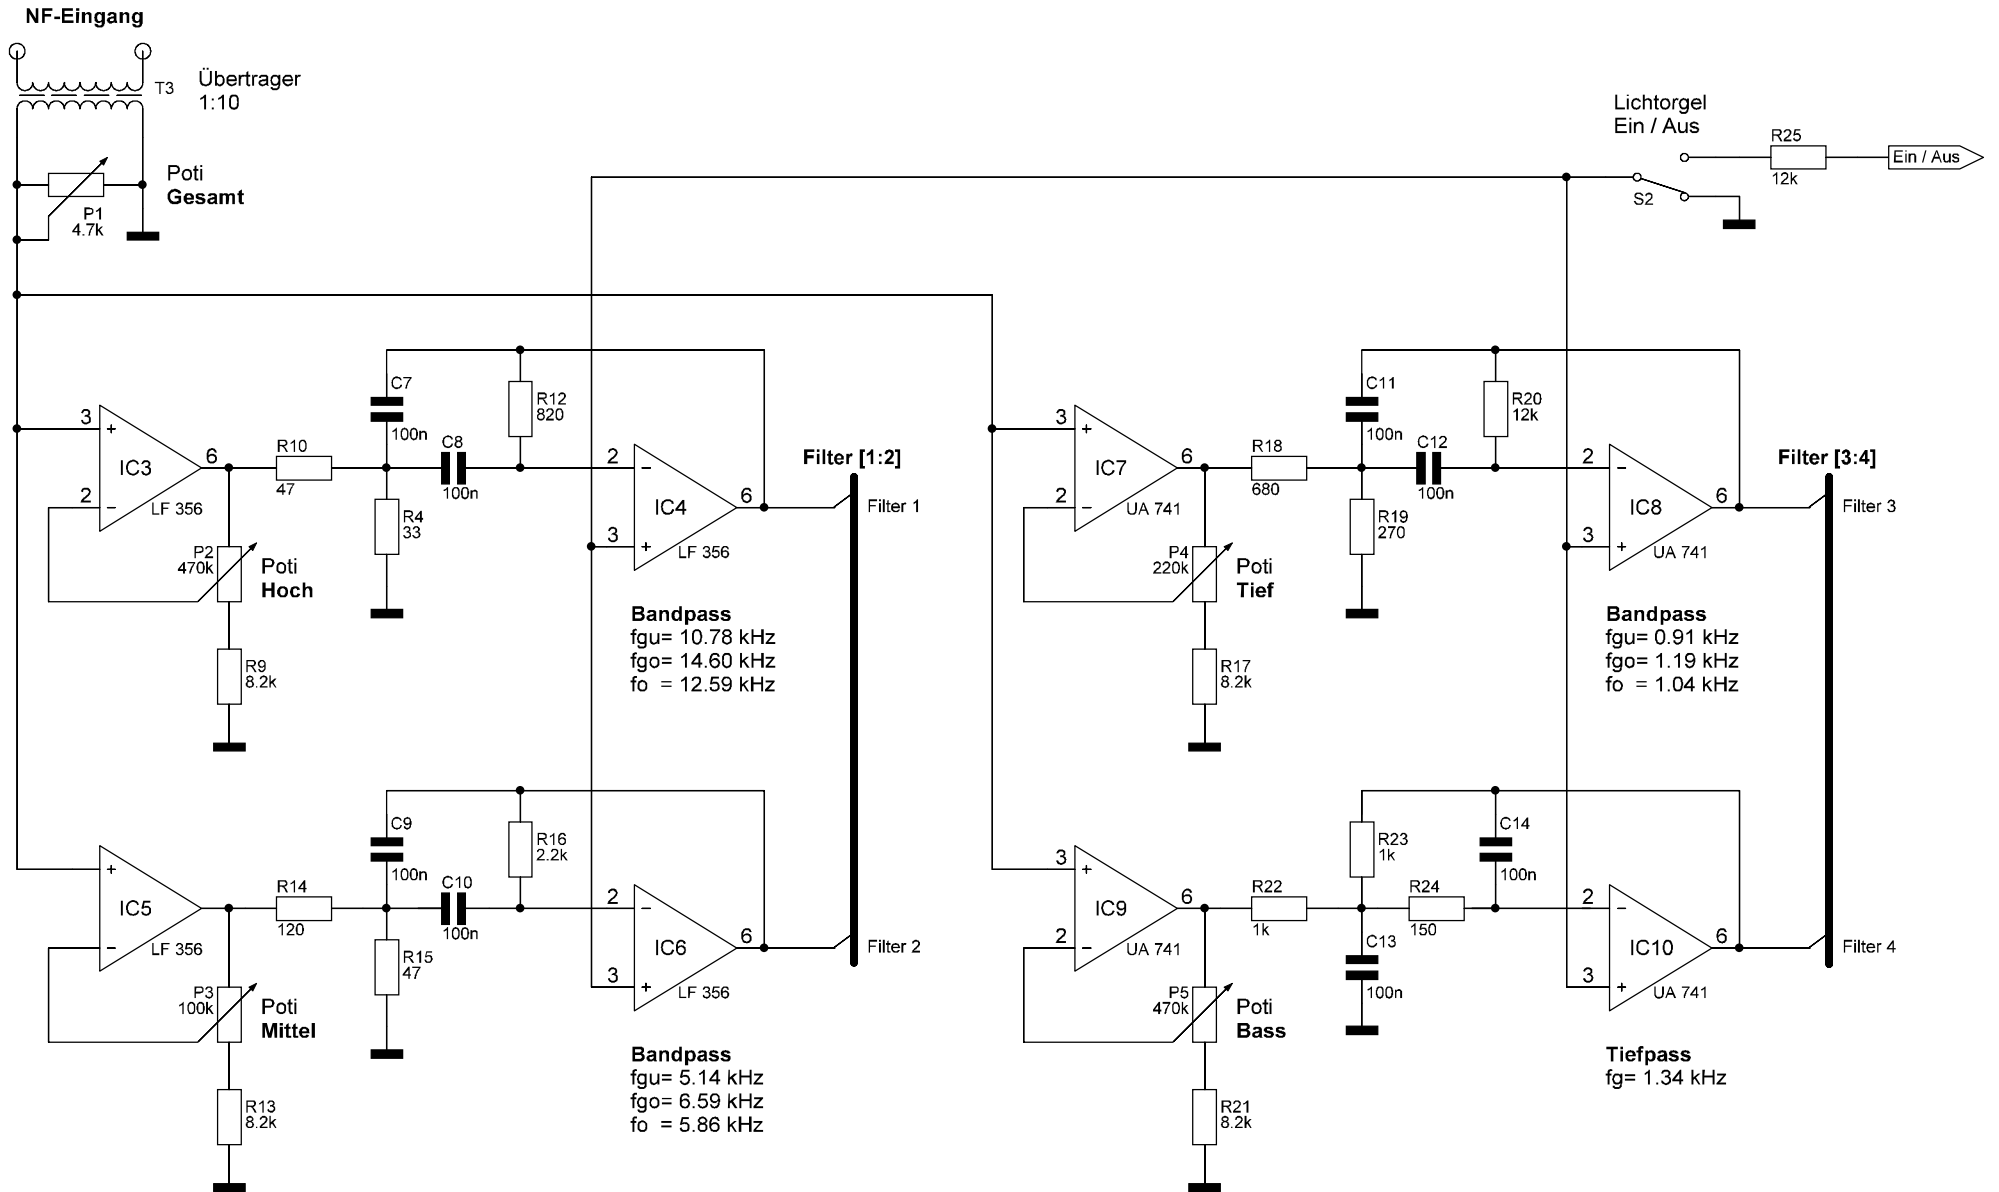 NF-Eingang
T3
Übertrager
1:10
Poti
Gesamt
P1
4.7k
Lichtorgel
Ein / Aus
S2
R25
12k
Ein / Aus
3
+
IC3
2
−
LF 356
6
R10
47
C7
100n
R4
33
C8
100n
R12
820
2
−
IC4
3
+
LF 356
6
Filter [1:2]
Filter 1
P2
470k
Poti
Hoch
R9
8.2k
Bandpass
fgu= 10.78 kHz
fgo= 14.60 kHz
fo = 12.59 kHz
+
IC5
−
LF 356
R14
120
C9
100n
R15
47
C10
100n
R16
2.2k
2
−
IC6
3
+
LF 356
6
Filter 2
P3
100k
Poti
Mittel
R13
8.2k
Bandpass
fgu= 5.14 kHz
fgo= 6.59 kHz
fo = 5.86 kHz
3
+
IC7
2
−
UA 741
6
R18
680
C11
100n
R19
270
C12
100n
R20
12k
2
−
IC8
3
+
UA 741
6
Filter [3:4]
Filter 3
P4
220k
Poti
Tief
R17
8.2k
Bandpass
fgu= 0.91 kHz
fgo= 1.19 kHz
fo = 1.04 kHz
3
+
IC9
2
−
UA 741
6
R22
1k
R23
1k
C13
100n
R24
150
C14
100n
2
−
IC10
3
+
UA 741
6
Filter 4
P5
470k
Poti
Bass
R21
8.2k
Tiefpass
fg= 1.34 kHz